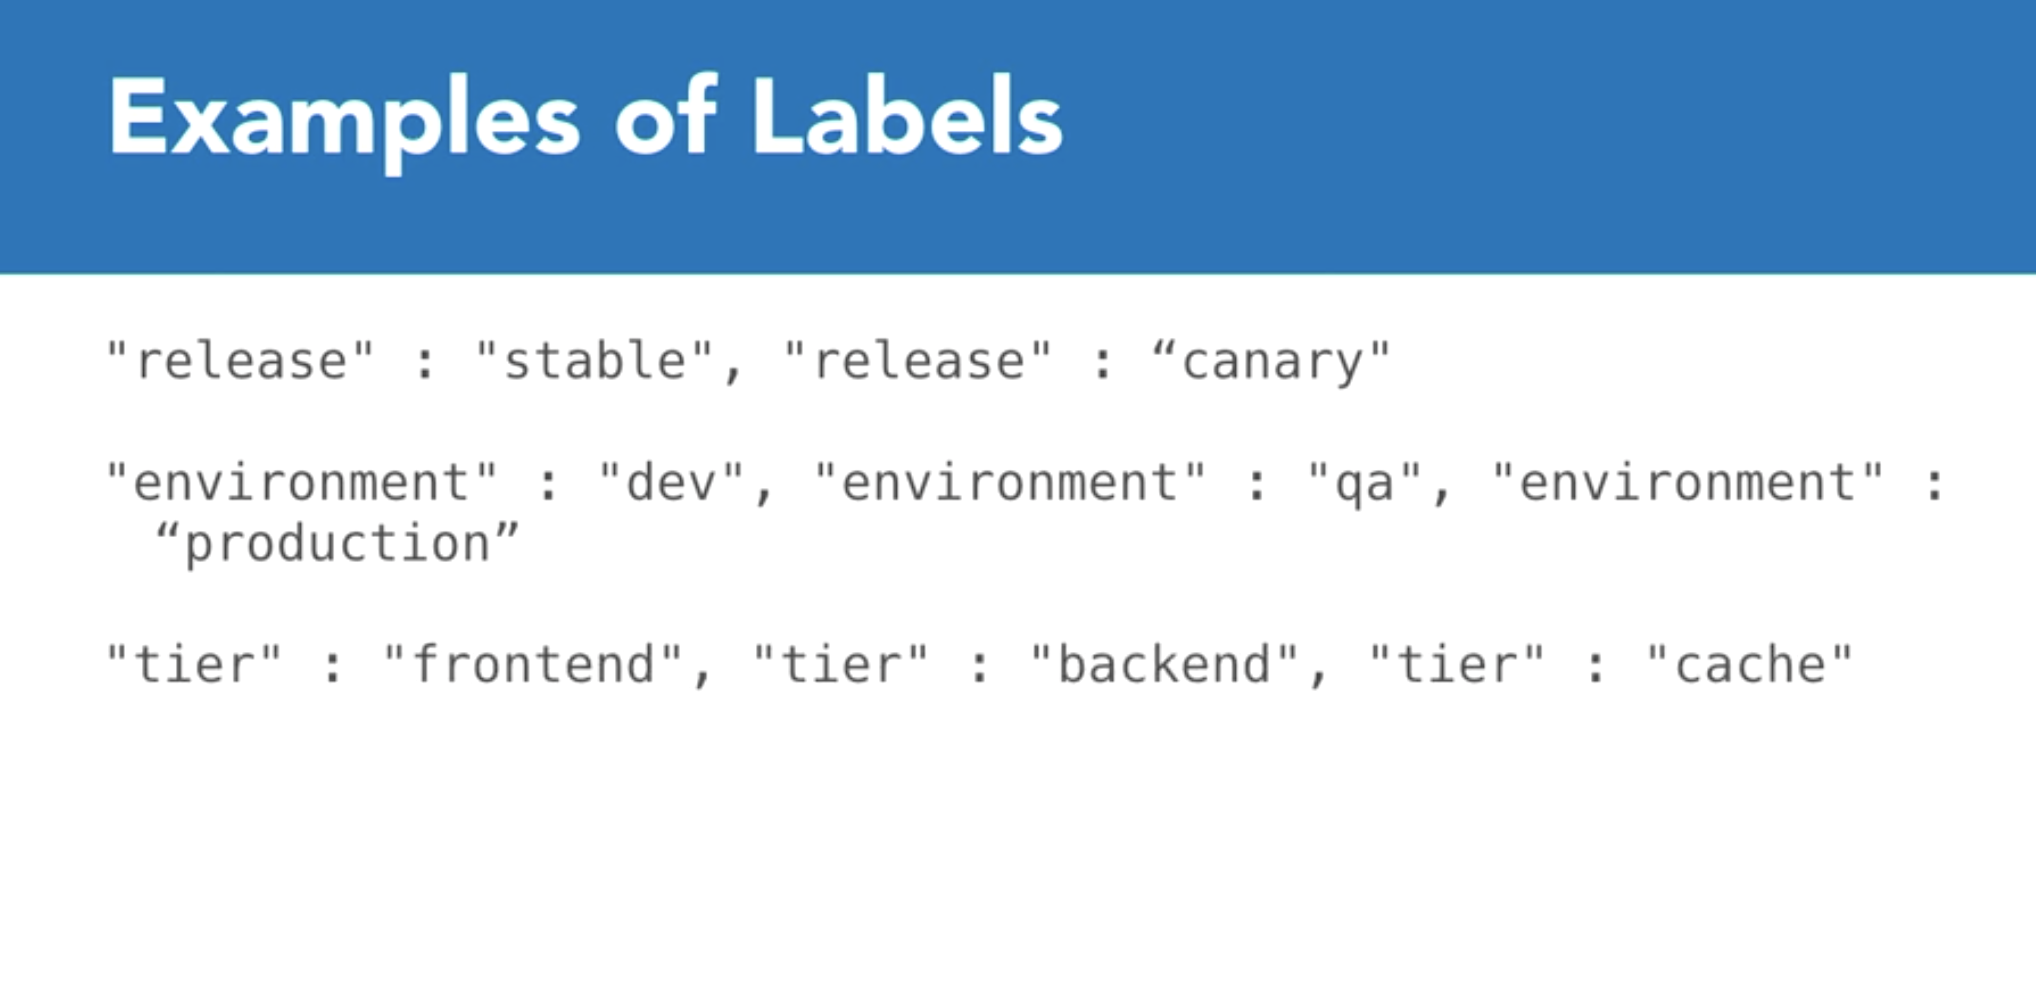 Examples of Labels
"release" : "stable", "release" : “canary"
"environment" : "dev", "environment" : "qa", "environment" :
“production”
"tier" : "frontend", "tier" : "backend", "tier" : "cache"